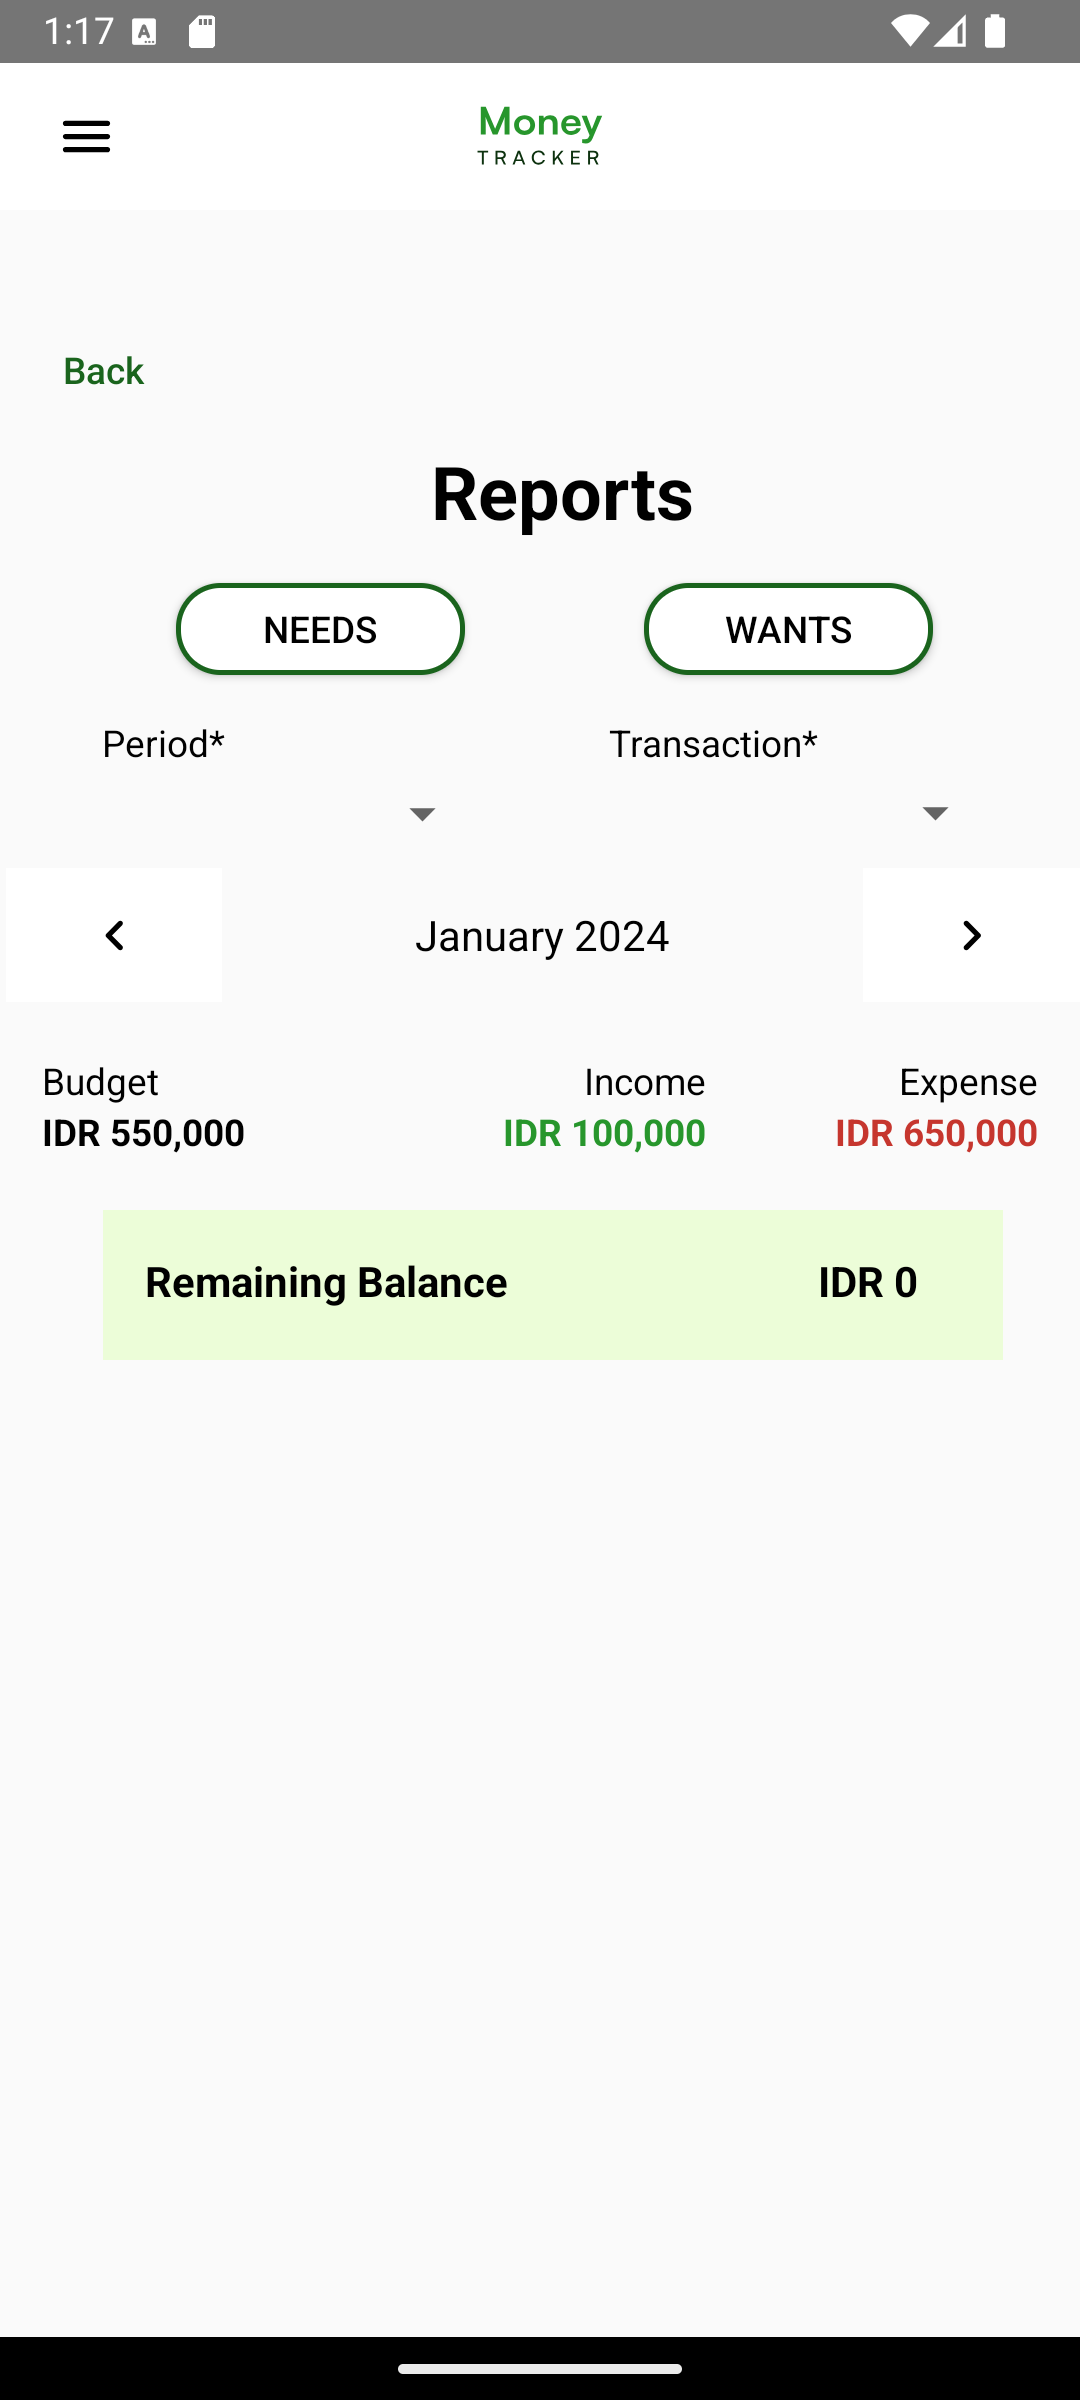 1:17
Money
TRACKER
Back
Reports
NEEDS WANTS
Period* Transaction*
January 2024
Budget Income Expense
IDR 550,000 IDR 100,000 IDR 650,000
Remaining Balance IDR 0